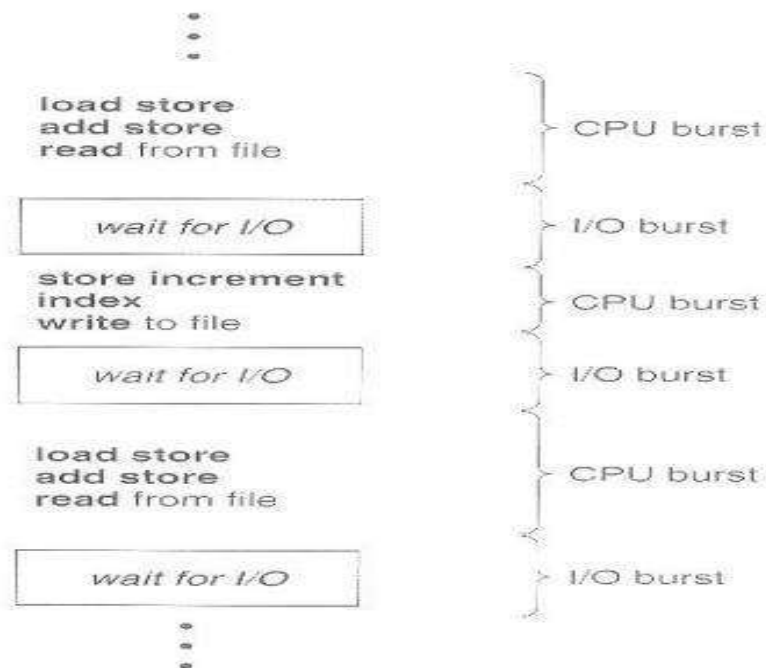 load store
add store
read from file
CPU burst
wait for I/O
I/O burst
store increment
index
write to file
CPU burst
wait for I/O
I/O burst
load store
add store
read from file
CPU burst
wait for I/O
I/O burst